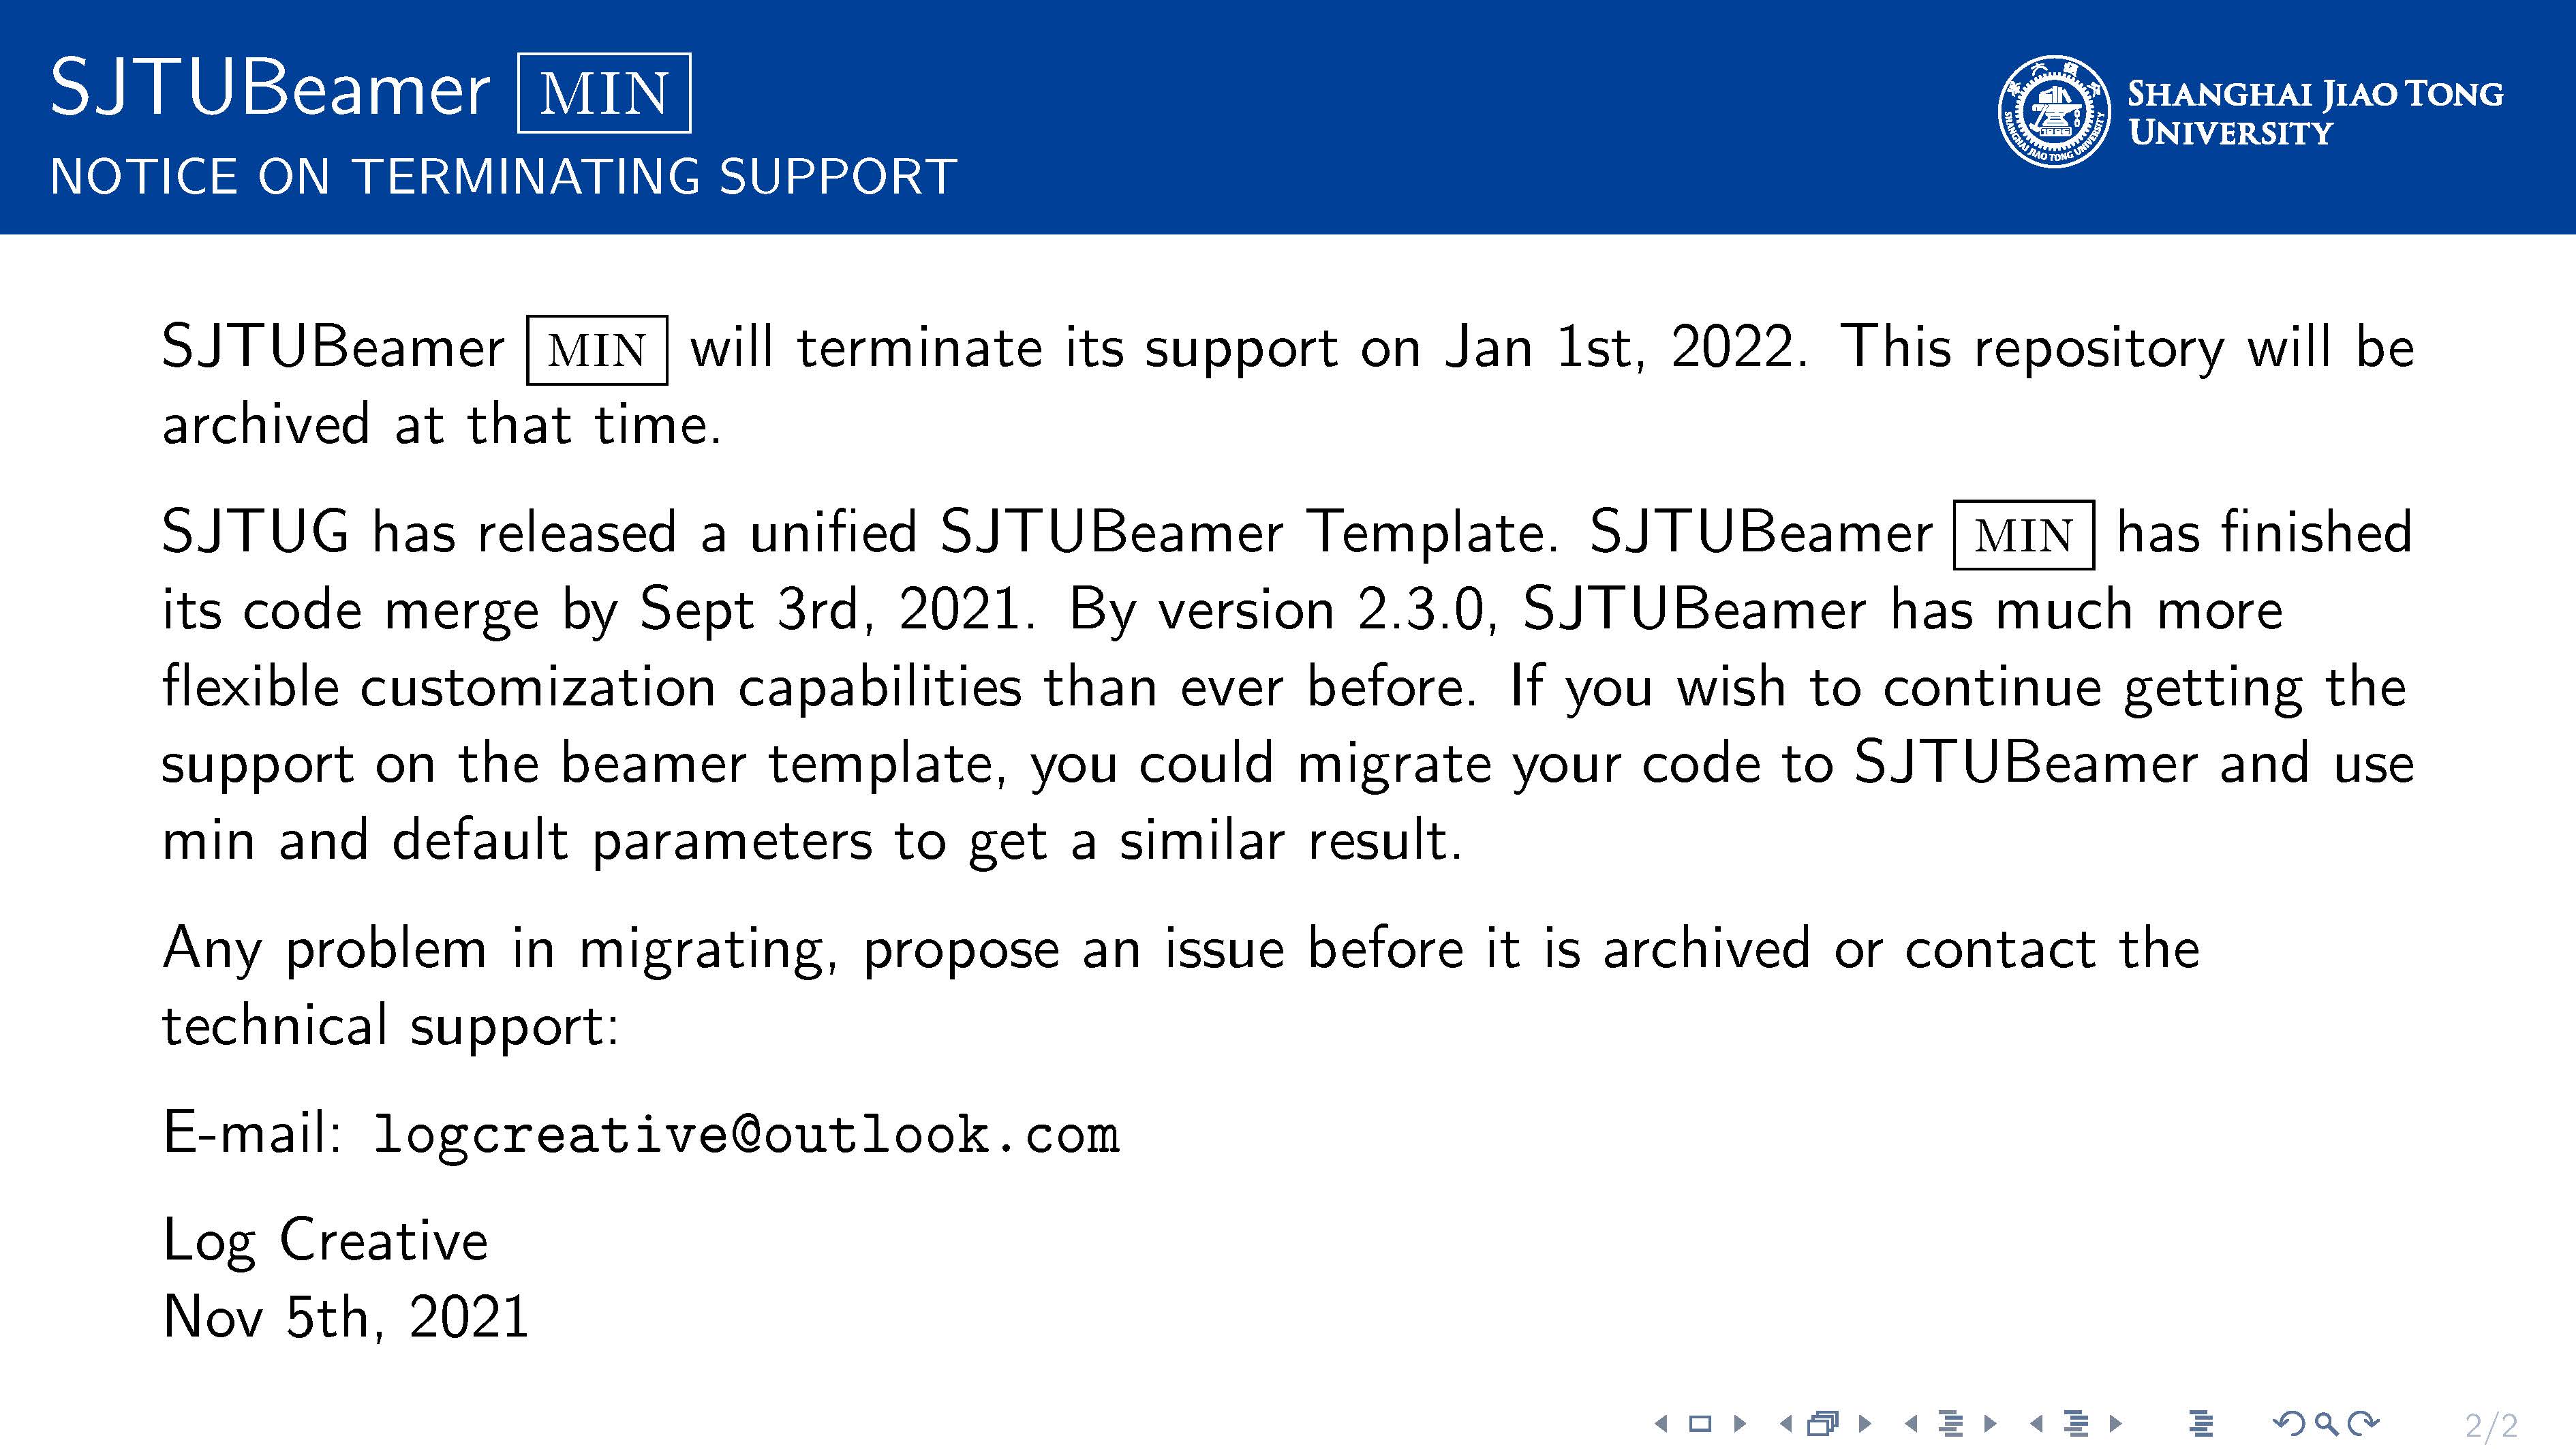 SJTUBeamer MIN
NOTICE ON TERMINATING SUPPORT
SHANGHAI JIAO TONG
UNIVERSITY
SHANGHAI JIAO TONG UNIVERSITY
1896
SJTUBeamer MIN will terminate its support on Jan 1st, 2022. This repository will be
archived at that time.
SJTUG has released a unified SJTUBeamer Template. SJTUBeamer MIN has finished
its code merge by Sept 3rd, 2021. By version 2.3.0, SJTUBeamer has much more
flexible customization capabilities than ever before. If you wish to continue getting the
support on the beamer template, you could migrate your code to SJTUBeamer and use
min and default parameters to get a similar result.
Any problem in migrating, propose an issue before it is archived or contact the
technical support:
E-mail: logcreative@outlook.com
Log Creative
Nov 5th, 2021
2/2